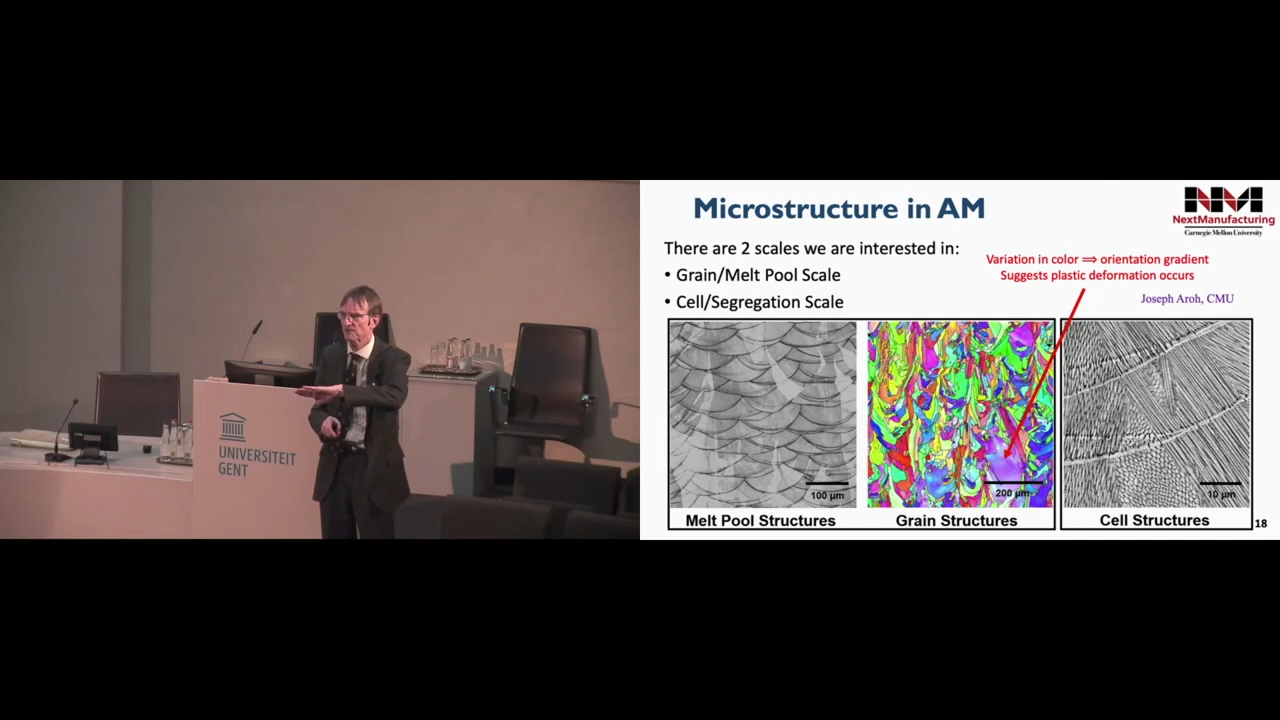 UNIVERSITEIT
GENT
Microstructure in AM
NextManufacturing
Carnegie Mellon University
There are 2 scales we are interested in:
• Grain/Melt Pool Scale
• Cell/Segregation Scale
Variation in color ⟹ orientation gradient
Suggests plastic deformation occurs
Joseph Aroh, CMU
100 μm
200 μm
10 μm
Melt Pool Structures
Grain Structures
Cell Structures
18